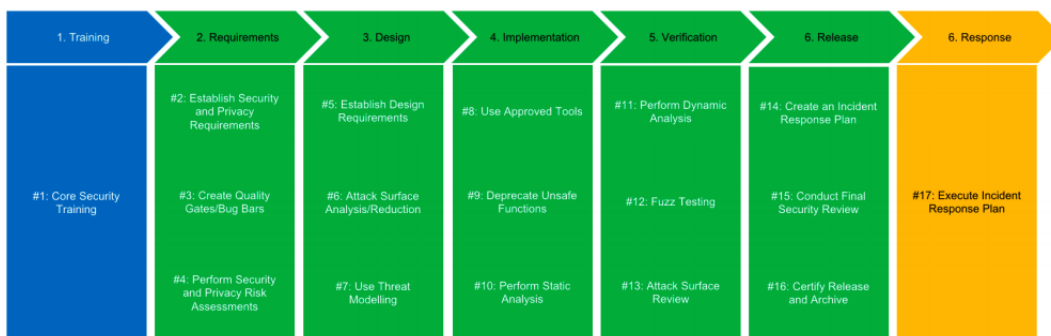 1. Training
2. Requirements
3. Design
4. Implementation
5. Verification
6. Release
6. Response
#1: Core Security
Training
#2: Establish Security
and Privacy
Requirements
#3: Create Quality
Gates/Bug Bars
#4: Perform Security
and Privacy Risk
Assessments
#5: Establish Design
Requirements
#6: Attack Surface
Analysis/Reduction
#7: Use Threat
Modelling
#8: Use Approved Tools
#9: Deprecate Unsafe
Functions
#10: Perform Static
Analysis
#11: Perform Dynamic
Analysis
#12: Fuzz Testing
#13: Attack Surface
Review
#14: Create an Incident
Response Plan
#15: Conduct Final
Security Review
#16: Certify Release
and Archive
#17: Execute Incident
Response Plan